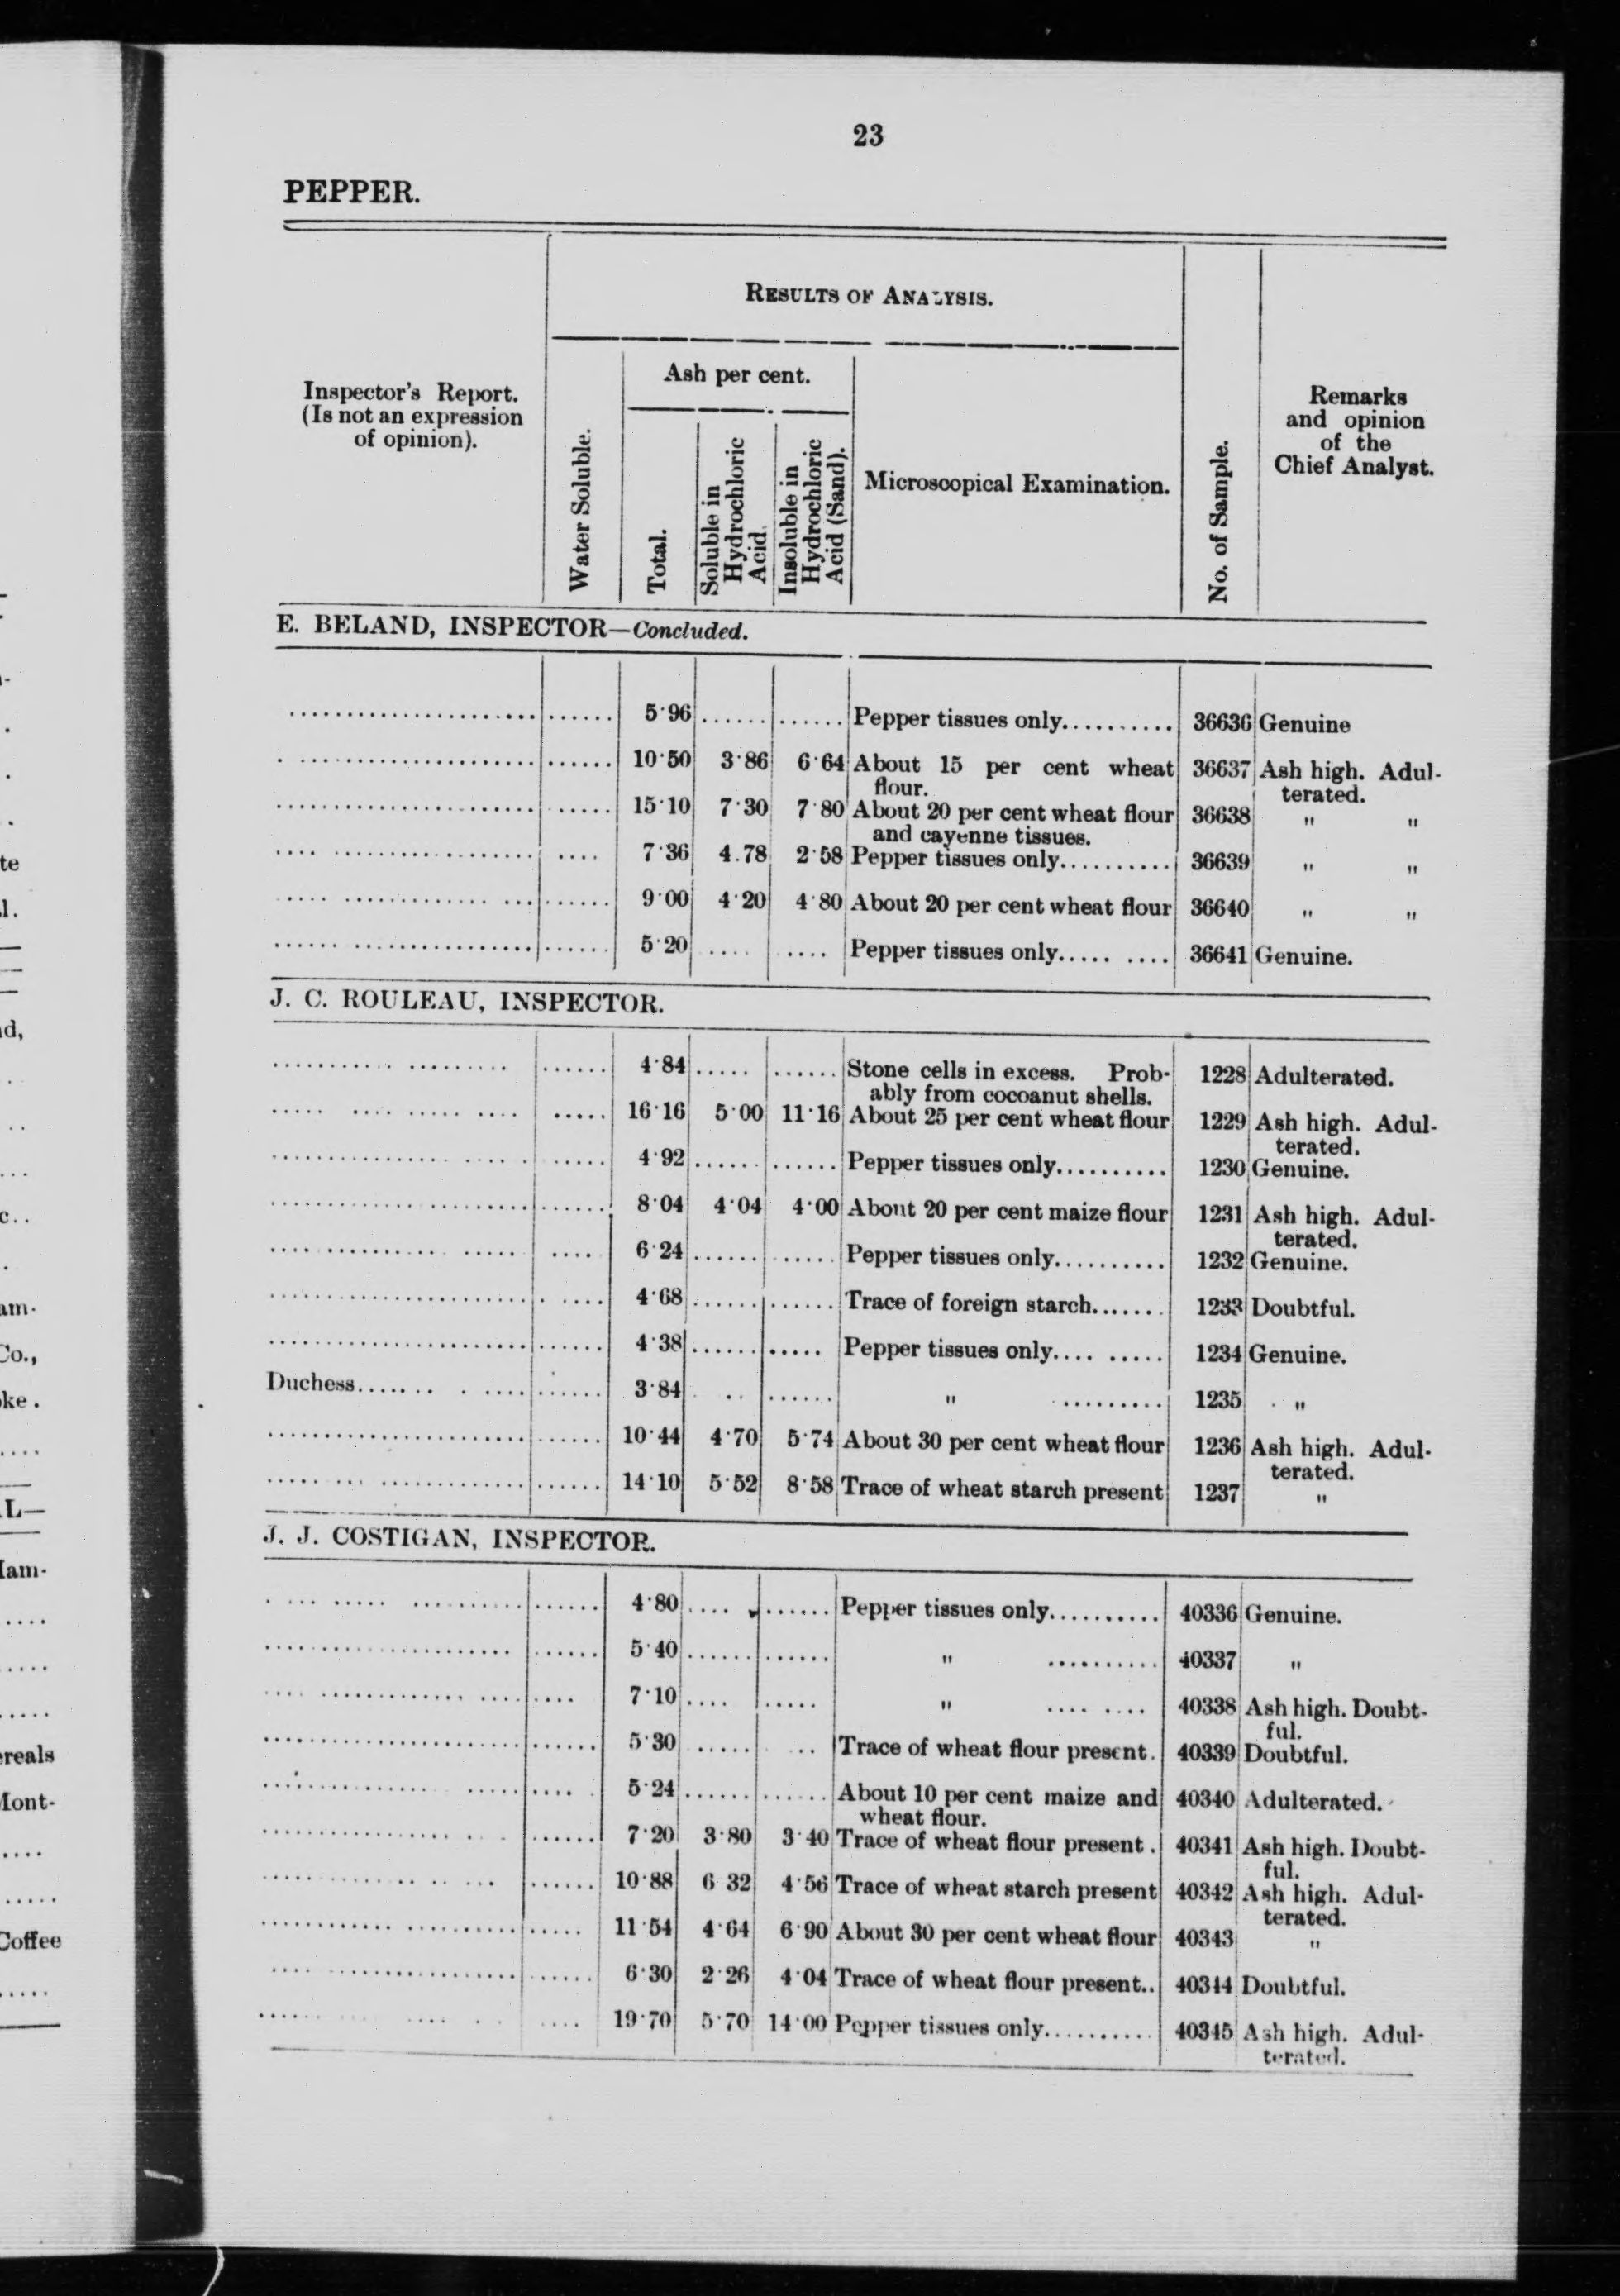 23
PEPPER.
RESULTS OF ANALYSIS.
Inspector's Report.
(Is not an expression
of opinion).
Water Soluble.
Ash per cent.
Total.
Soluble in
Hydrochloric
Acid.
Insoluble in
Hydrochloric
Acid (Sand).
Microscopical Examination.
No. of Sample.
Remarks
and opinion
of the
Chief Analyst.
E. BELAND, INSPECTOR—Concluded.
............ 5·96 ...... ...... Pepper tissues only.......... 36636 Genuine
............ 10·50 3·86 6·64 About 15 per cent wheat 36637 Ash high. Adul-
flour. terated.
............ 15·10 7·30 7·80 About 20 per cent wheat flour 36638 " "
and cayenne tissues.
............ 7·36 4.78 2·58 Pepper tissues only.......... 36639 " "
............ 9·00 4·20 4·80 About 20 per cent wheat flour 36640 " "
............ 5·20 .... .... Pepper tissues only..... .... 36641 Genuine.
J. C. ROULEAU, INSPECTOR.
............ 4·84 ..... ...... Stone cells in excess. Prob- 1228 Adulterated.
ably from cocoanut shells.
............ 16·16 5·00 11·16 About 25 per cent wheat flour 1229 Ash high. Adul-
terated.
............ 4·92 ...... ...... Pepper tissues only.......... 1230 Genuine.
............ 8·04 4·04 4·00 About 20 per cent maize flour 1231 Ash high. Adul-
terated.
............ 6·24 ...... ..... Pepper tissues only.......... 1232 Genuine.
............ 4·68 ...... ...... Trace of foreign starch....... 1233 Doubtful.
............ 4·38 ...... ..... Pepper tissues only.... ..... 1234 Genuine.
Duchess....... 3·84 .. ...... " ......... 1235 "
............ 10·44 4·70 5·74 About 30 per cent wheat flour 1236 Ash high. Adul-
terated.
............ 14·10 5·52 8·58 Trace of wheat starch present 1237 "
J. J. COSTIGAN, INSPECTOR.
............ 4·80 .... ...... Pepper tissues only.......... 40336 Genuine.
............ 5·40 ...... ...... " .......... 40337 "
............ 7·10 .... ..... " .... .... 40338 Ash high. Doubt-
ful.
............ 5·30 ..... ... Trace of wheat flour present. 40339 Doubtful.
............ 5·24 ...... ...... About 10 per cent maize and 40340 Adulterated.
wheat flour.
............ 7·20 3·80 3·40 Trace of wheat flour present . 40341 Ash high. Doubt-
ful.
............ 10·88 6 32 4·56 Trace of wheat starch present 40342 Ash high. Adul-
terated.
............ 11·54 4·64 6·90 About 30 per cent wheat flour 40343 "
............ 6·30 2·26 4·04 Trace of wheat flour present.. 40344 Doubtful.
............ 19·70 5·70 14·00 Pepper tissues only.......... 40345 Ash high. Adul-
terated.
te
l.
d,
c..
am-
Co.,
ke.
L—
am-
reals
Mont-
Coffee